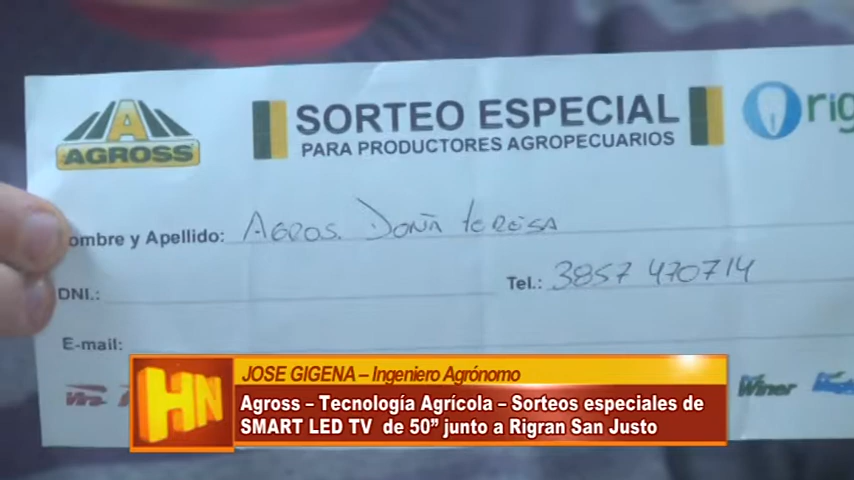 AGROSS
SORTEO ESPECIAL
PARA PRODUCTORES AGROPECUARIOS
rig
ombre y Apellido: AGROS. DOÑA TERESA
DNI.:
Tel.: 3857 470714
E-mail:
HN
JOSE GIGENA – Ingeniero Agrónomo
Agross – Tecnología Agrícola – Sorteos especiales de
SMART LED TV de 50” junto a Rigran San Justo
Winer